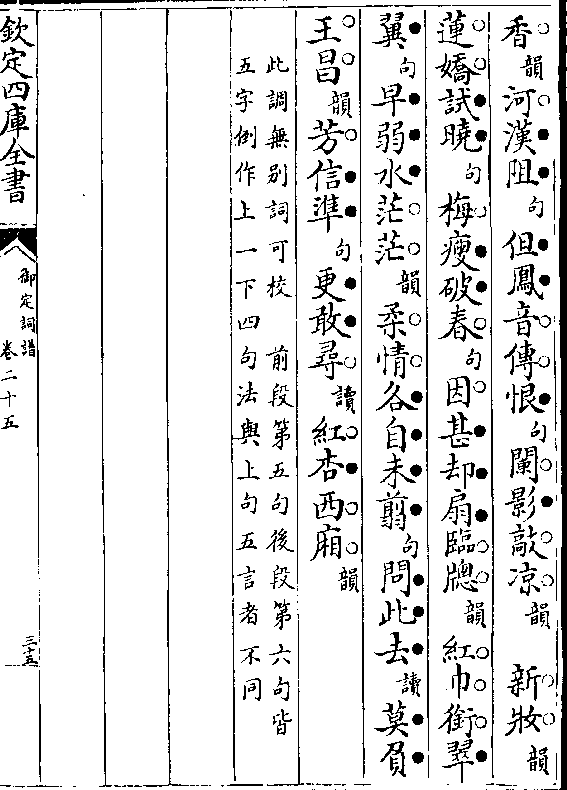 香韻河漢阻句但鳳音傳恨句闌影敲凉韻　新妝韻
蓮嬌試曉句梅瘦破春句因甚却扇臨牕韻紅巾銜翠
翼句早弱水茫茫韻柔情各自未翦句問此去讀莫負
王昌韻芳信準句更敢尋讀紅杏西廂韻
此調無别詞可校　前段第五句後段第六句皆
五字倒作上一下四句法與上句五言者不同
欽定四庫全書
御定詞譜
卷二十五
三十五